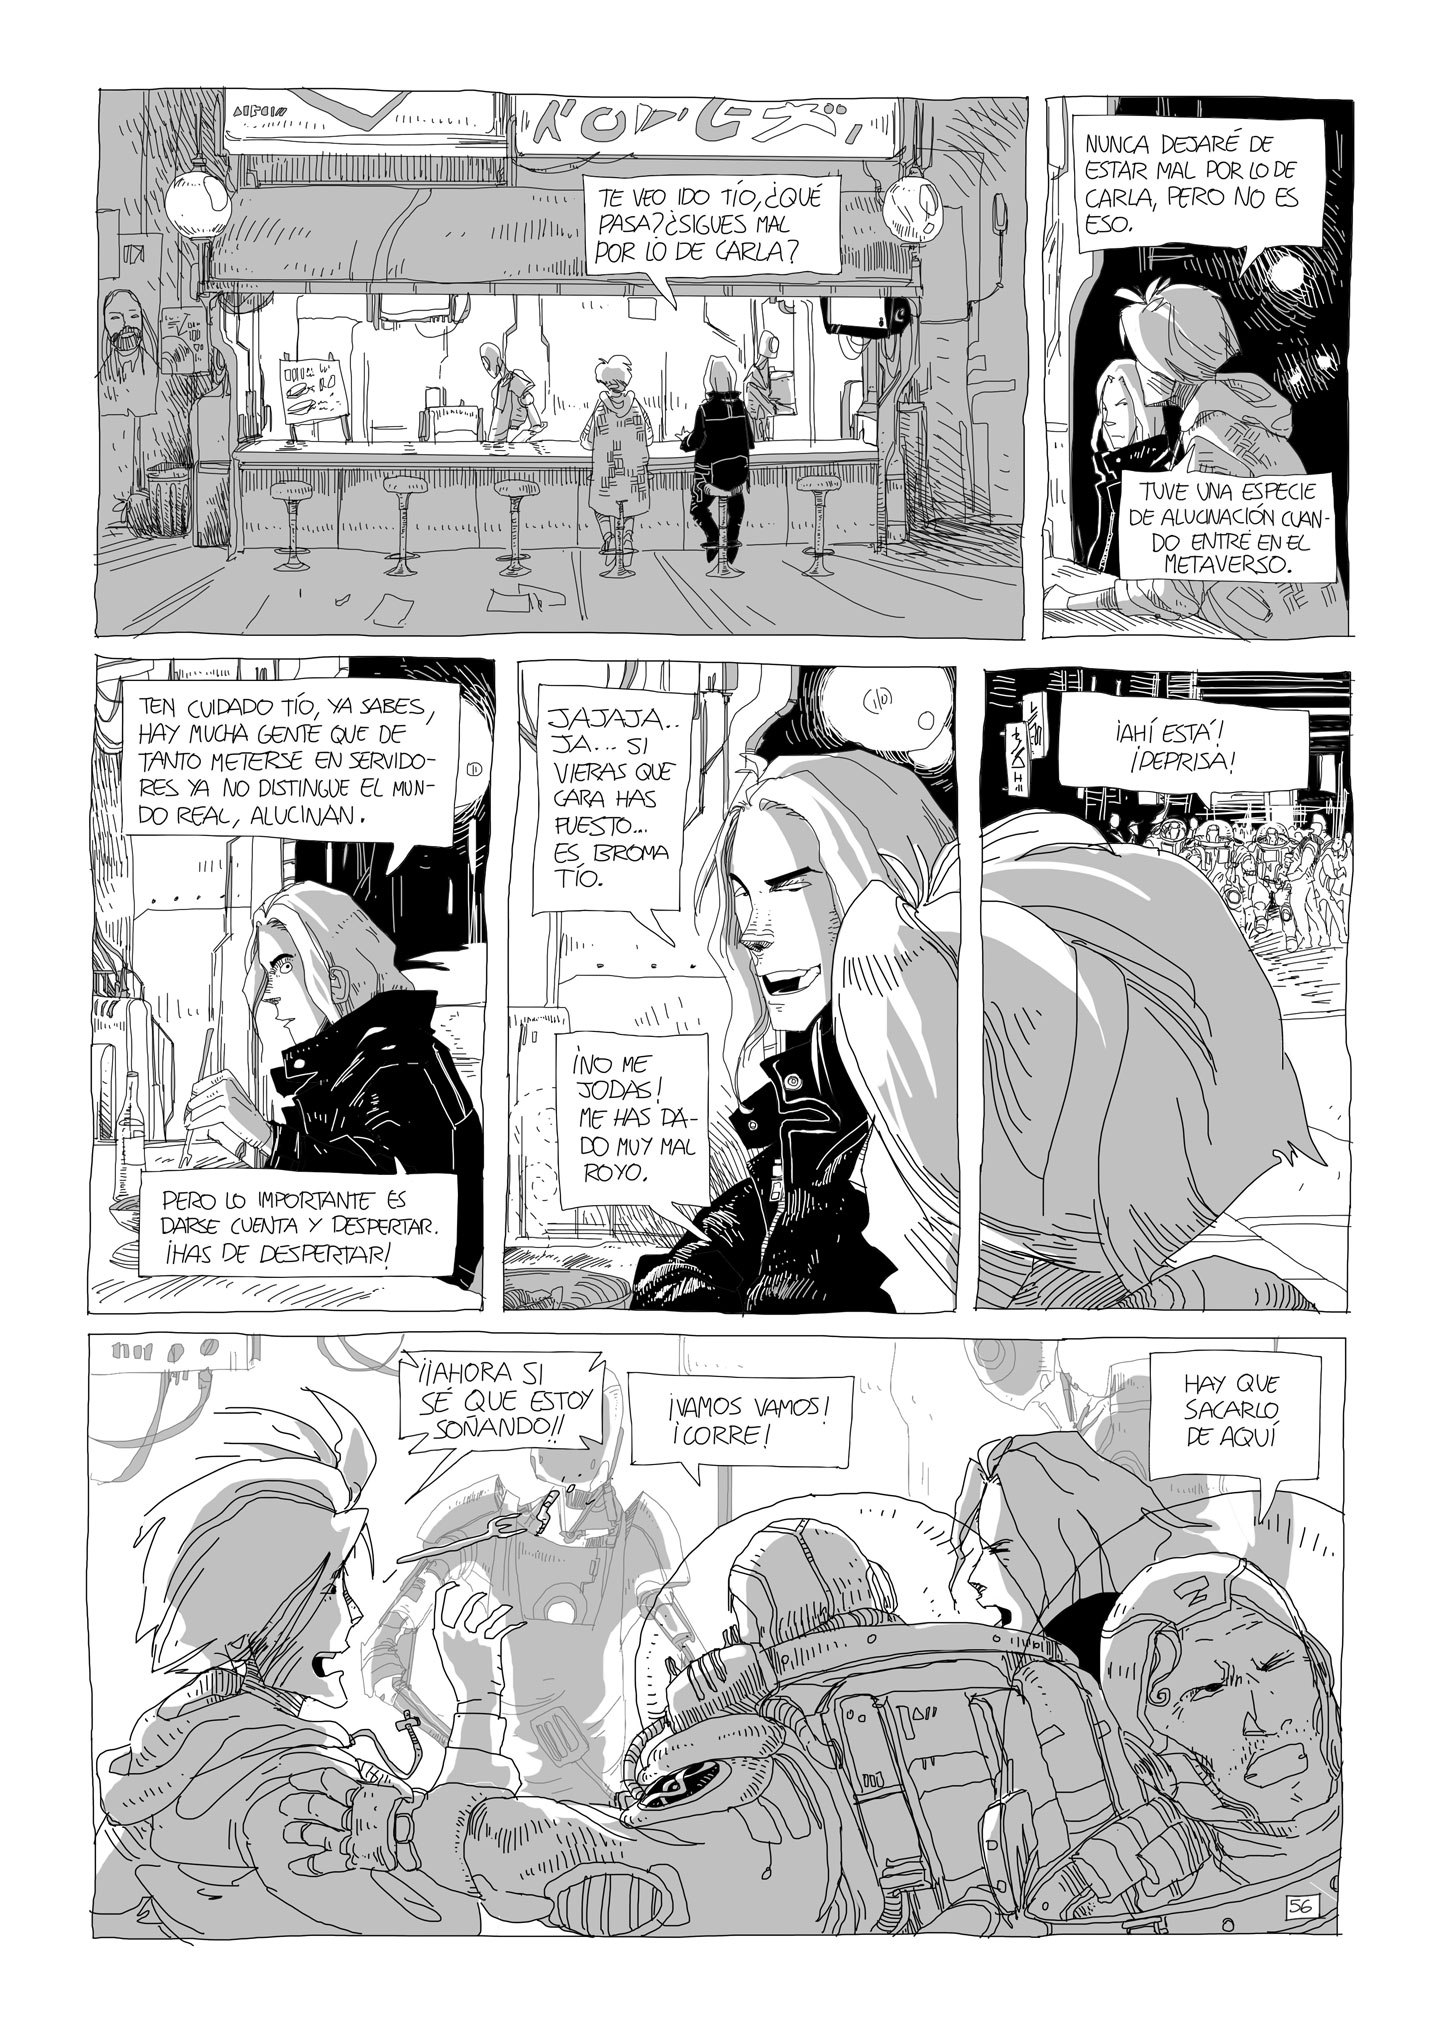 TE VEO IDO TÍO,¿QUÉ
PASA?¿SIGUES MAL
POR LO DE CARLA?
NUNCA DEJARÉ DE
ESTAR MAL POR LO DE
CARLA, PERO NO ES
ESO.
TUVE UNA ESPECIE
DE ALUCINACIÓN CUAN-
DO ENTRÉ EN EL
METAVERSO.
TEN CUIDADO TÍO, YA SABES,
HAY MUCHA GENTE QUE DE
TANTO METERSE EN SERVIDO-
RES YA NO DISTINGUE EL MUN-
DO REAL, ALUCINAN.
PERO LO IMPORTANTE ES
DARSE CUENTA Y DESPERTAR.
¡HAS DE DESPERTAR!
JAJAJA..
JA... SI
VIERAS QUE
CARA HAS
PUESTO...
ES BROMA
TÍO.
¡NO ME
JODAS!
ME HAS DA-
DO MUY MAL
ROYO.
¡AHÍ ESTÁ!
¡DEPRISA!
¡¡AHORA SI
SÉ QUE ESTOY
SOÑANDO!!
¡VAMOS VAMOS!
¡CORRE!
HAY QUE
SACARLO
DE AQUÍ
56